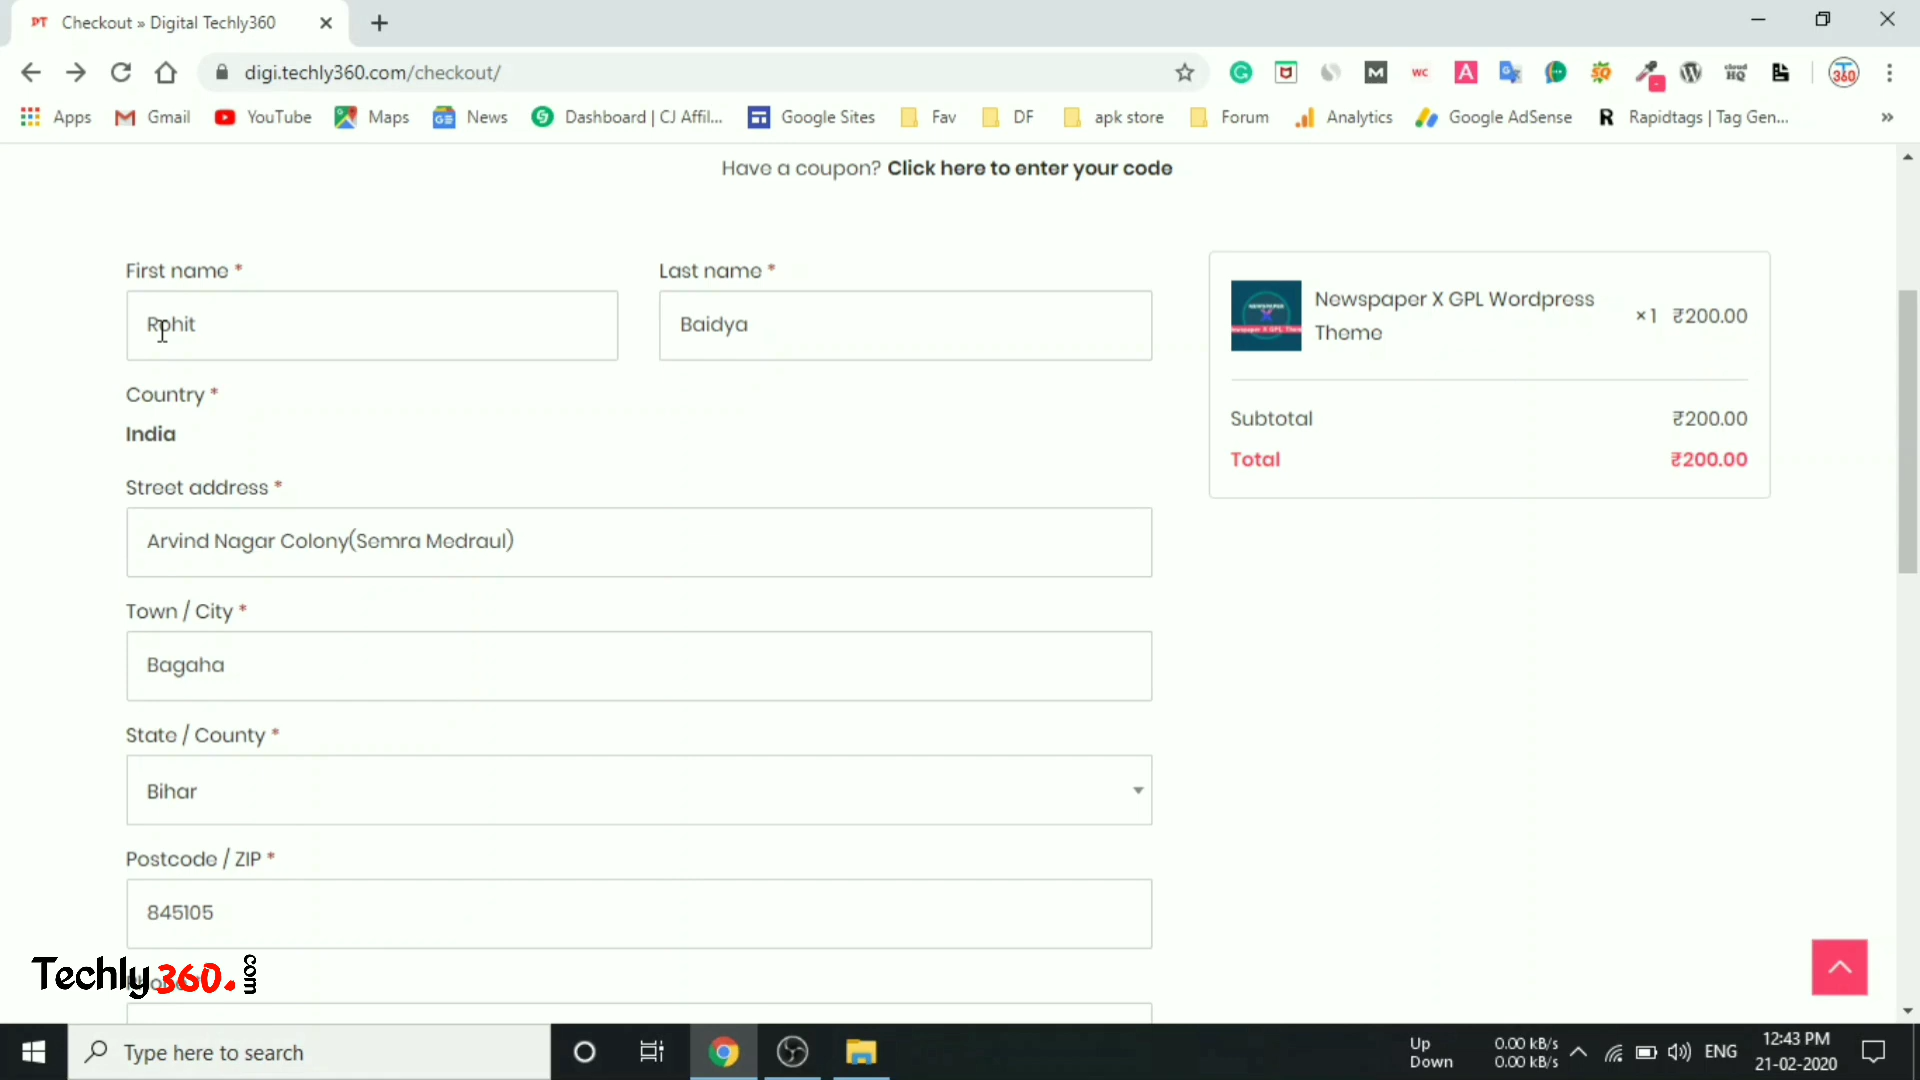 Checkout » Digital Techly360
digi.techly360.com/checkout/
Apps Gmail YouTube Maps News Dashboard | CJ Affil... Google Sites Fav DF apk store Forum Analytics Google AdSense Rapidtags | Tag Gen... »
Have a coupon? Click here to enter your code
First name * Last name *
Rohit Baidya
Newspaper X GPL Wordpress Theme ×1 ₹200.00
Country *
India
Subtotal ₹200.00
Total ₹200.00
Street address *
Arvind Nagar Colony(Semra Medraul)
Town / City *
Bagaha
State / County *
Bihar
Postcode / ZIP *
845105
Techly360.com
Type here to search
Up 0.00 kB/s
Down 0.00 kB/s
ENG
12:43 PM
21-02-2020